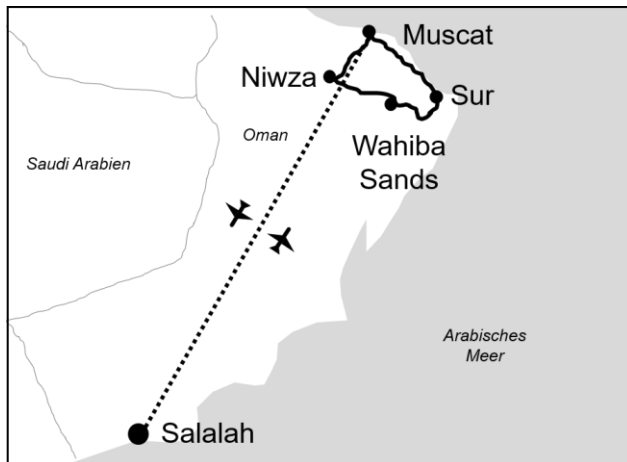 Muscat
Niwza
Sur
Oman
Wahiba
Sands
Saudi Arabien
Arabisches
Meer
Salalah